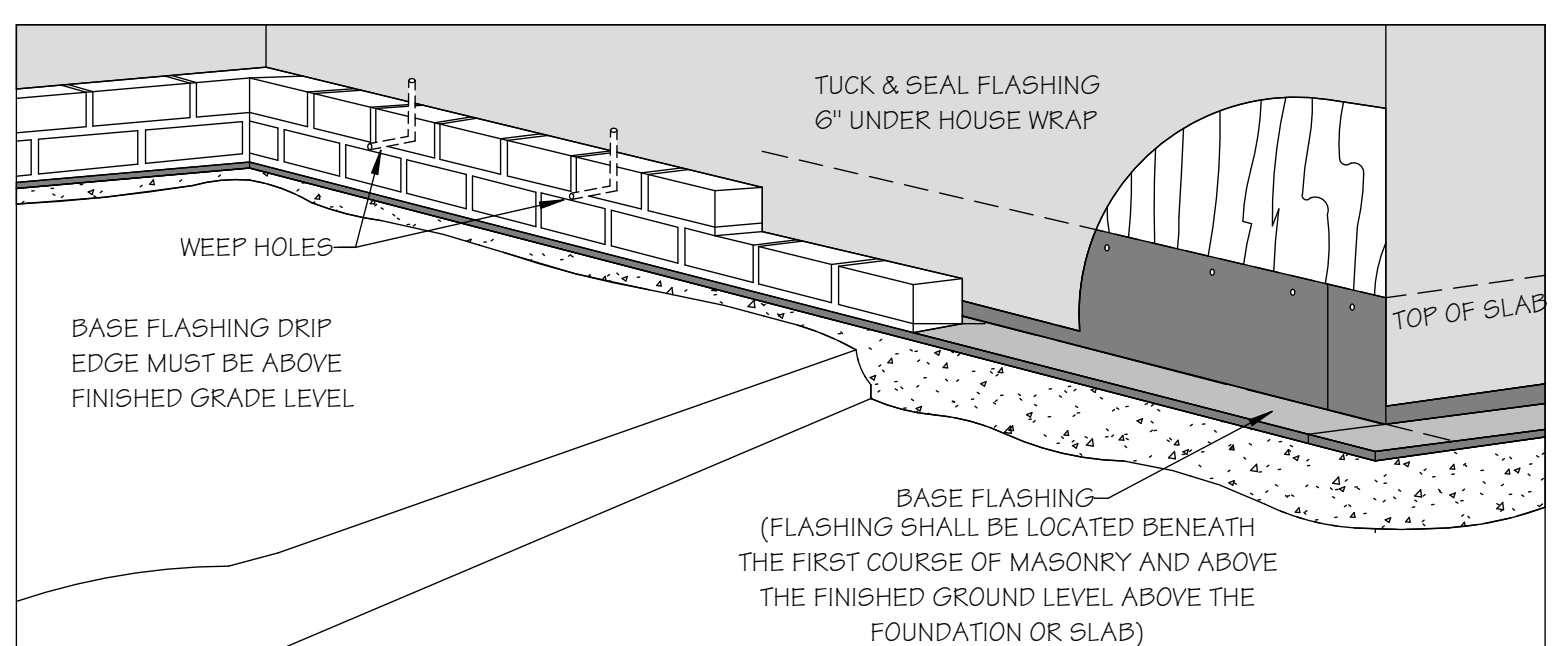 TUCK & SEAL FLASHING
6" UNDER HOUSE WRAP
WEEP HOLES
TOP OF SLAB
BASE FLASHING DRIP
EDGE MUST BE ABOVE
FINISHED GRADE LEVEL
BASE FLASHING
(FLASHING SHALL BE LOCATED BENEATH
THE FIRST COURSE OF MASONRY AND ABOVE
THE FINISHED GROUND LEVEL ABOVE THE
FOUNDATION OR SLAB)